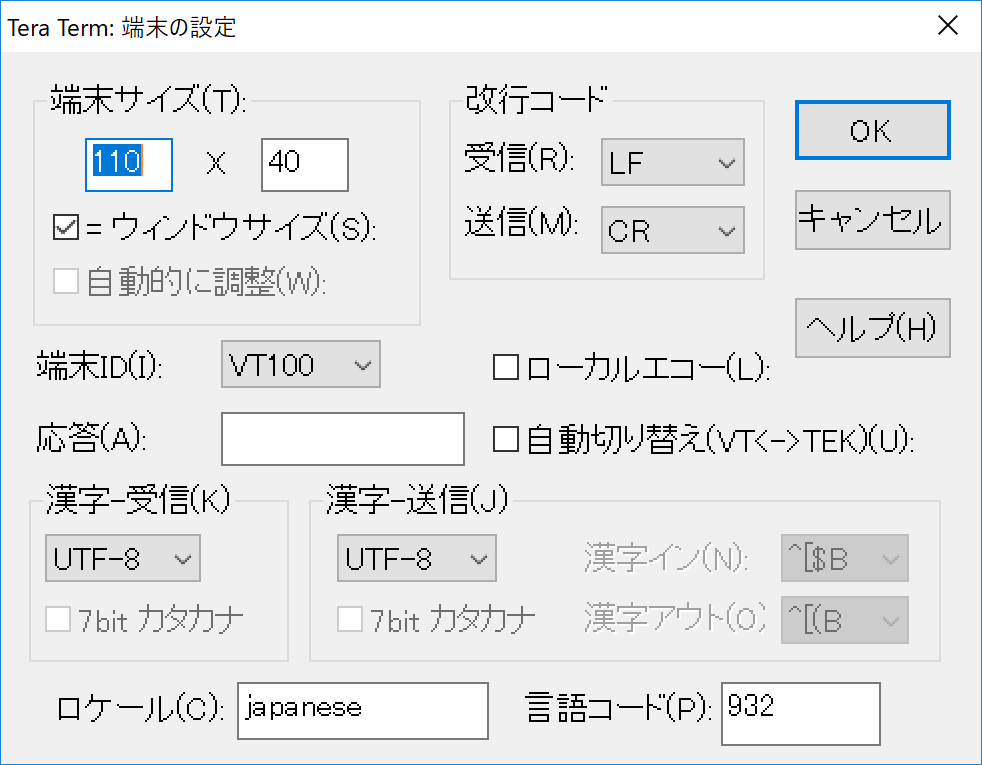 Tera Term: 端末の設定
端末サイズ(T):
110 X 40
= ウィンドウサイズ(S):
自動的に調整(W):
改行コード
受信(R): LF
送信(M): CR
OK
キャンセル
ヘルプ(H)
端末ID(I): VT100
ローカルエコー(L):
応答(A):
自動切り替え(VT<->TEK)(U):
漢字-受信(K)
UTF-8
7bit カタカナ
漢字-送信(J)
UTF-8
7bit カタカナ
漢字イン(N): ^[$B
漢字アウト(O) ^[(B
ロケール(C): japanese
言語コード(P): 932